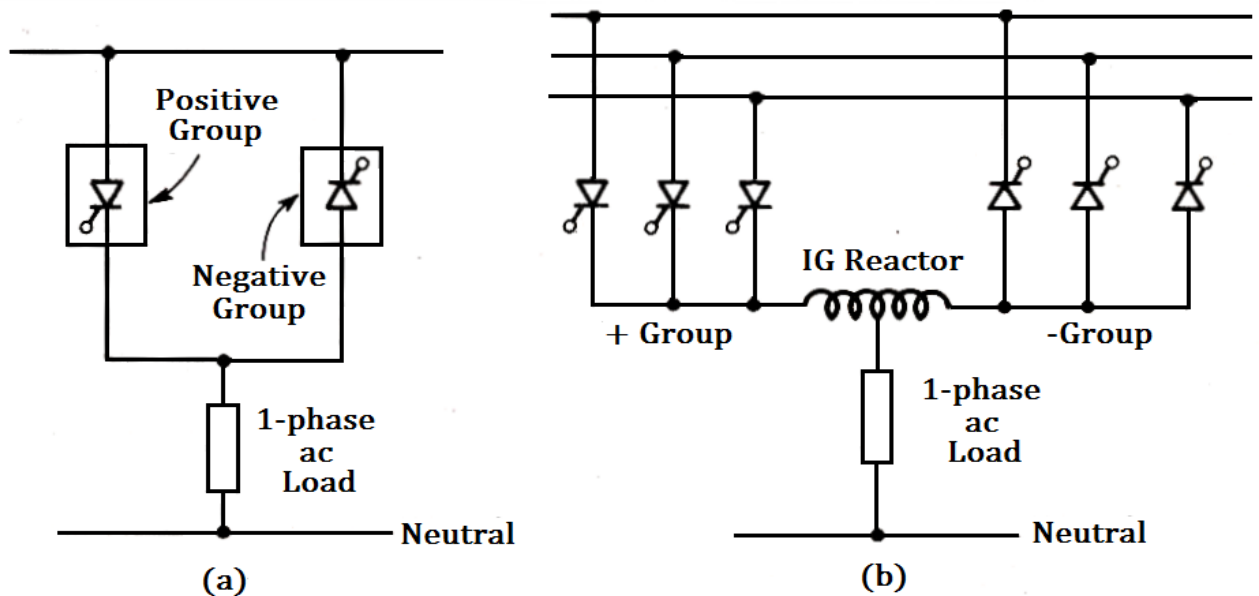 Positive
Group
Negative
Group
1-phase
ac
Load
Neutral
(a)
IG Reactor
+ Group
-Group
1-phase
ac
Load
Neutral
(b)